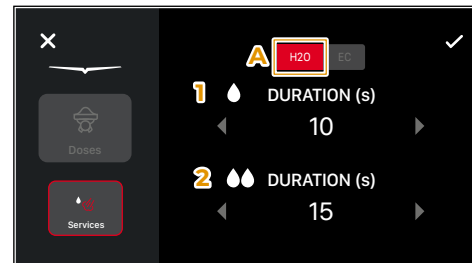 A
H2O EC
1 DURATION (s)
10
Doses
2 DURATION (s)
15
Services